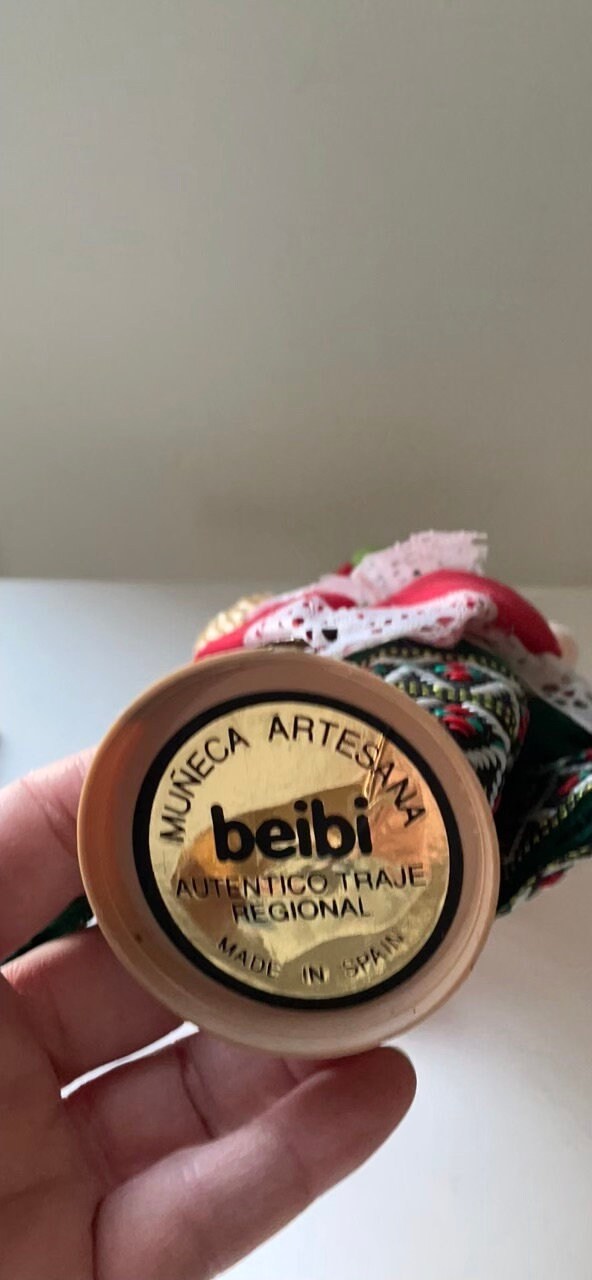 MUÑECA ARTESANA
beibi
AUTENTICO TRAJE
REGIONAL
MADE IN SPAIN